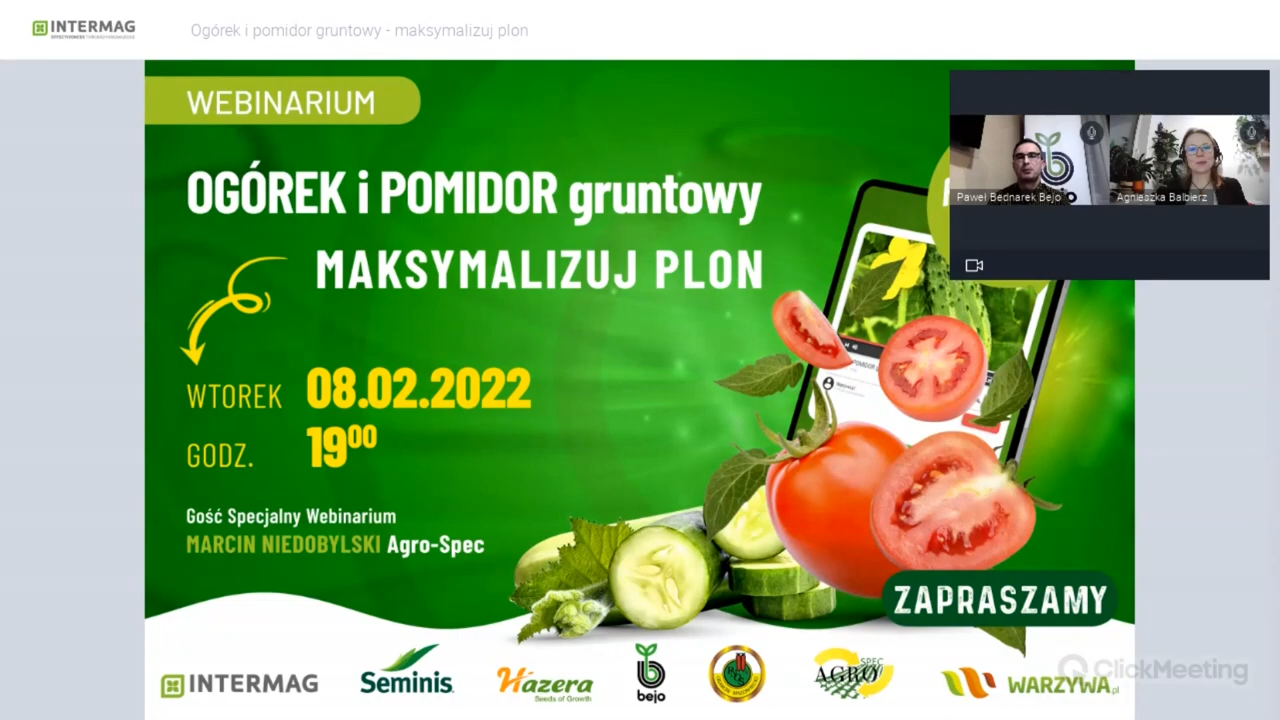 INTERMAG
Ogórek i pomidor gruntowy - maksymalizuj plon
WEBINARIUM
OGÓREK i POMIDOR gruntowy
MAKSYMALIZUJ PLON
WTOREK 08.02.2022
GODZ. 19⁰⁰
Gość Specjalny Webinarium
MARCIN NIEDOBYLSKI Agro-Spec
Paweł Bednarek Bejo
Agnieszka Balbierz
ZAPRASZAMY
INTERMAG
Seminis
Hazera
Seeds of Growth
bejo
AGRO SPEC
WARZYWA.pl
ClickMeeting